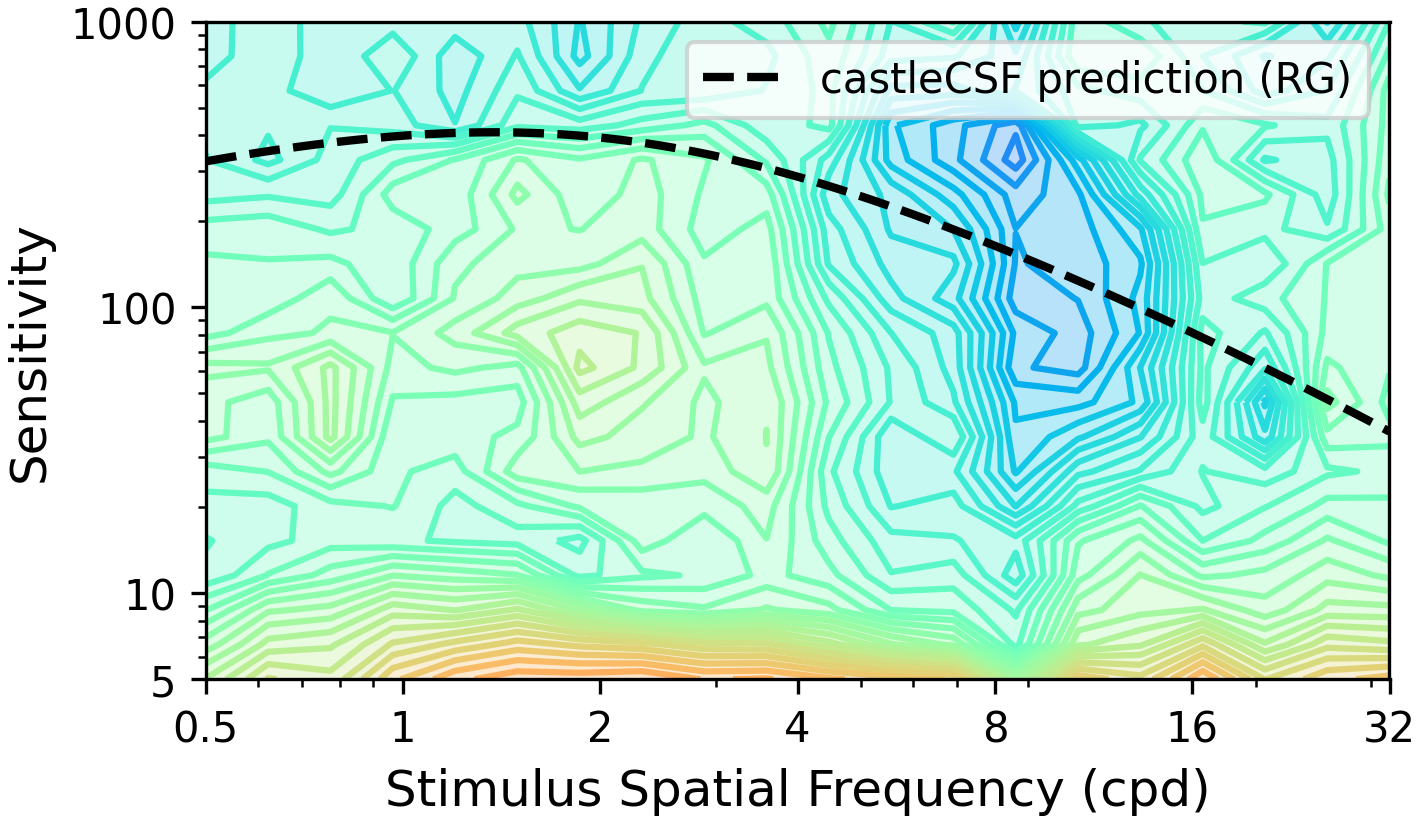 1000
100
10
5
Sensitivity
castleCSF prediction (RG)
0.5 1 2 4 8 16 32
Stimulus Spatial Frequency (cpd)